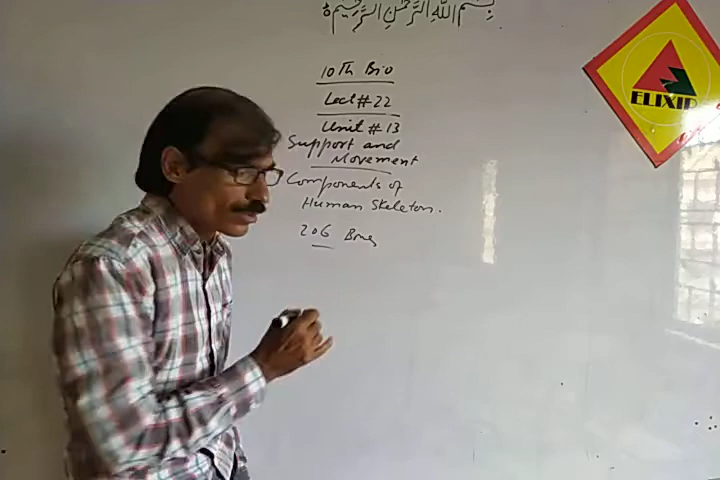 بِسْمِ اللّٰهِ الرَّحْمٰنِ الرَّحِيْمِ
10th Bio
Lect # 22
Unit # 13
Support and
Movement
Components of
Human Skeleton.
206 Bones
ELIXIR